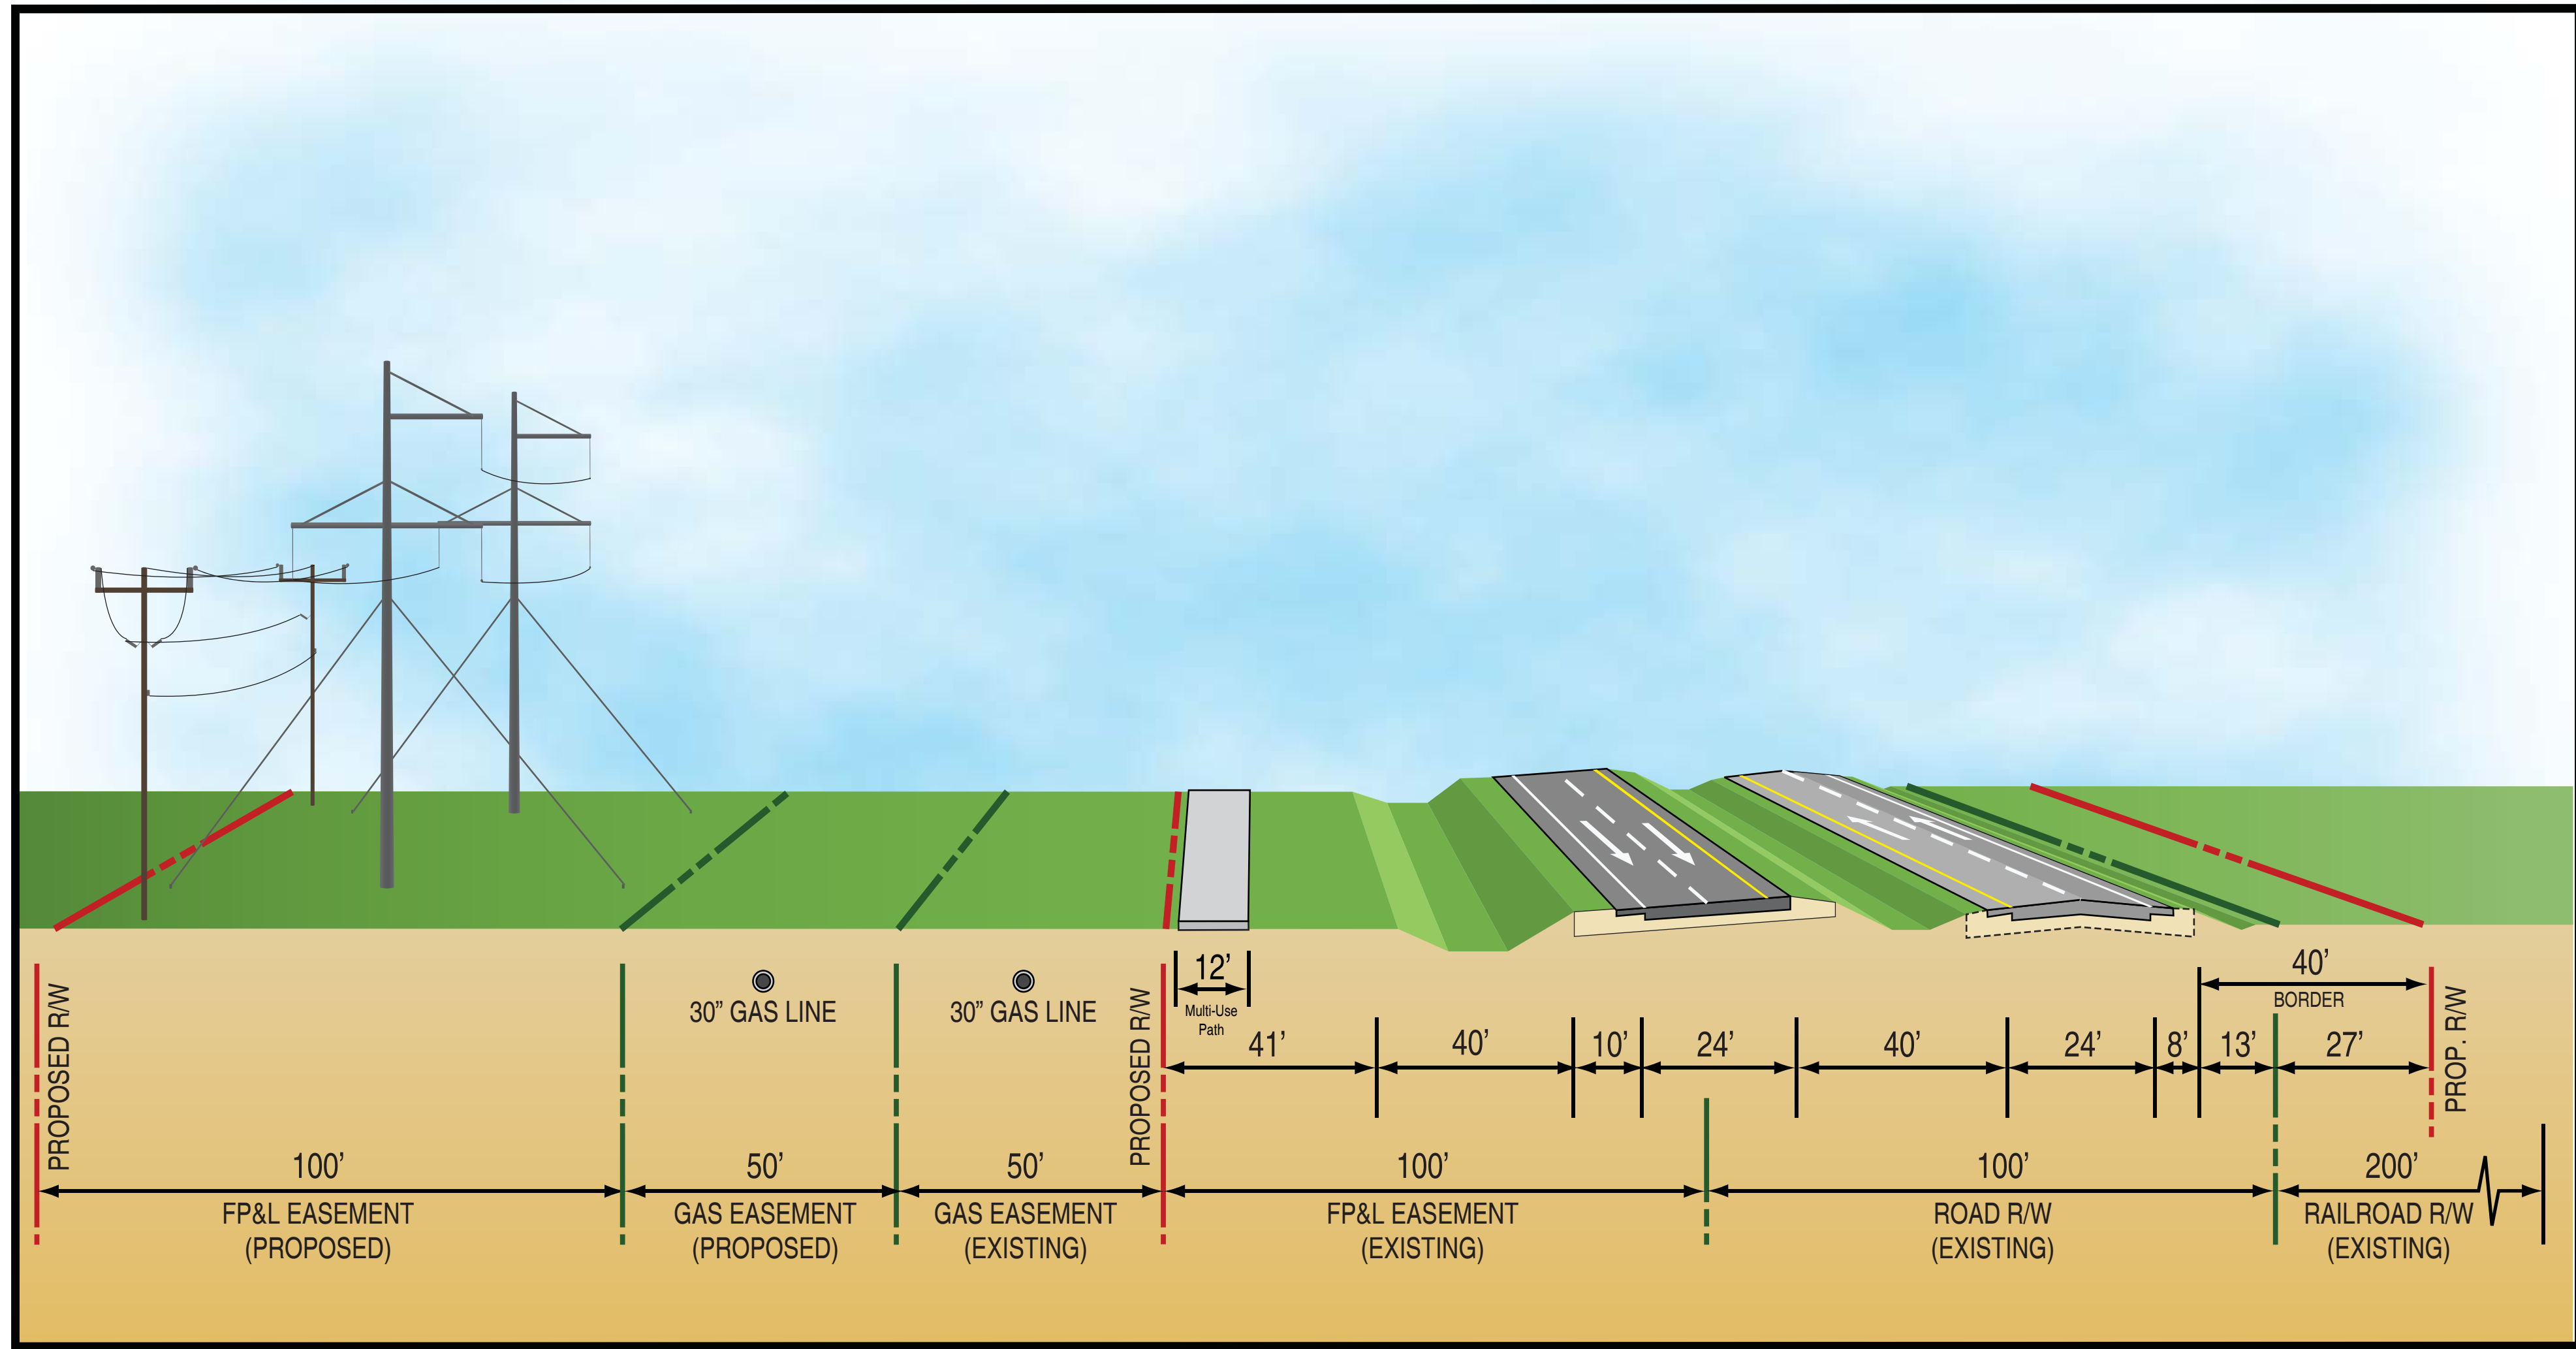 PROPOSED R/W
30” GAS LINE
30” GAS LINE
PROPOSED R/W
12’
Multi-Use
Path
40’
BORDER
PROP. R/W
41’
40’
10’
24’
40’
24’
8’
13’
27’
100’
FP&L EASEMENT
(PROPOSED)
50’
GAS EASEMENT
(PROPOSED)
50’
GAS EASEMENT
(EXISTING)
100’
FP&L EASEMENT
(EXISTING)
100’
ROAD R/W
(EXISTING)
200’
RAILROAD R/W
(EXISTING)